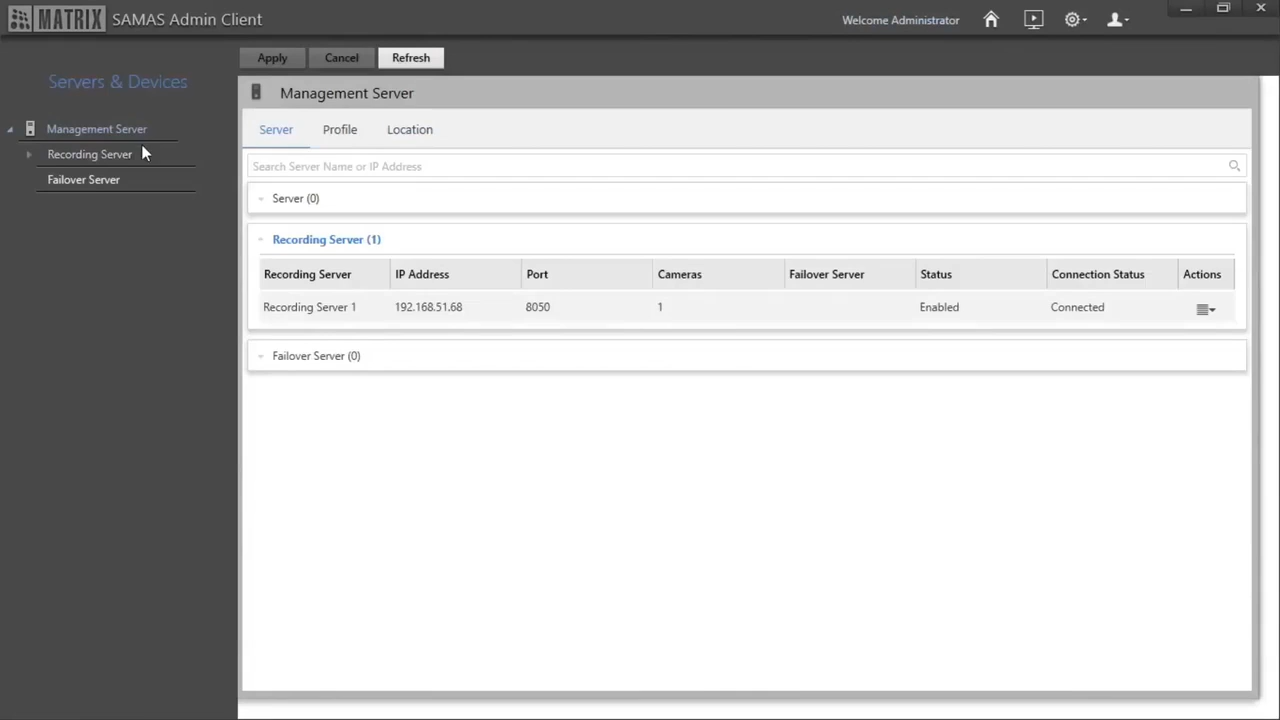 MATRIX SAMAS Admin Client
Welcome Administrator
Apply Cancel Refresh
Servers & Devices
Management Server
Recording Server
Failover Server
Management Server
Server Profile Location
Search Server Name or IP Address
Server (0)
Recording Server (1)
Recording Server IP Address Port Cameras Failover Server Status Connection Status Actions
Recording Server 1 192.168.51.68 8050 1 Enabled Connected
Failover Server (0)